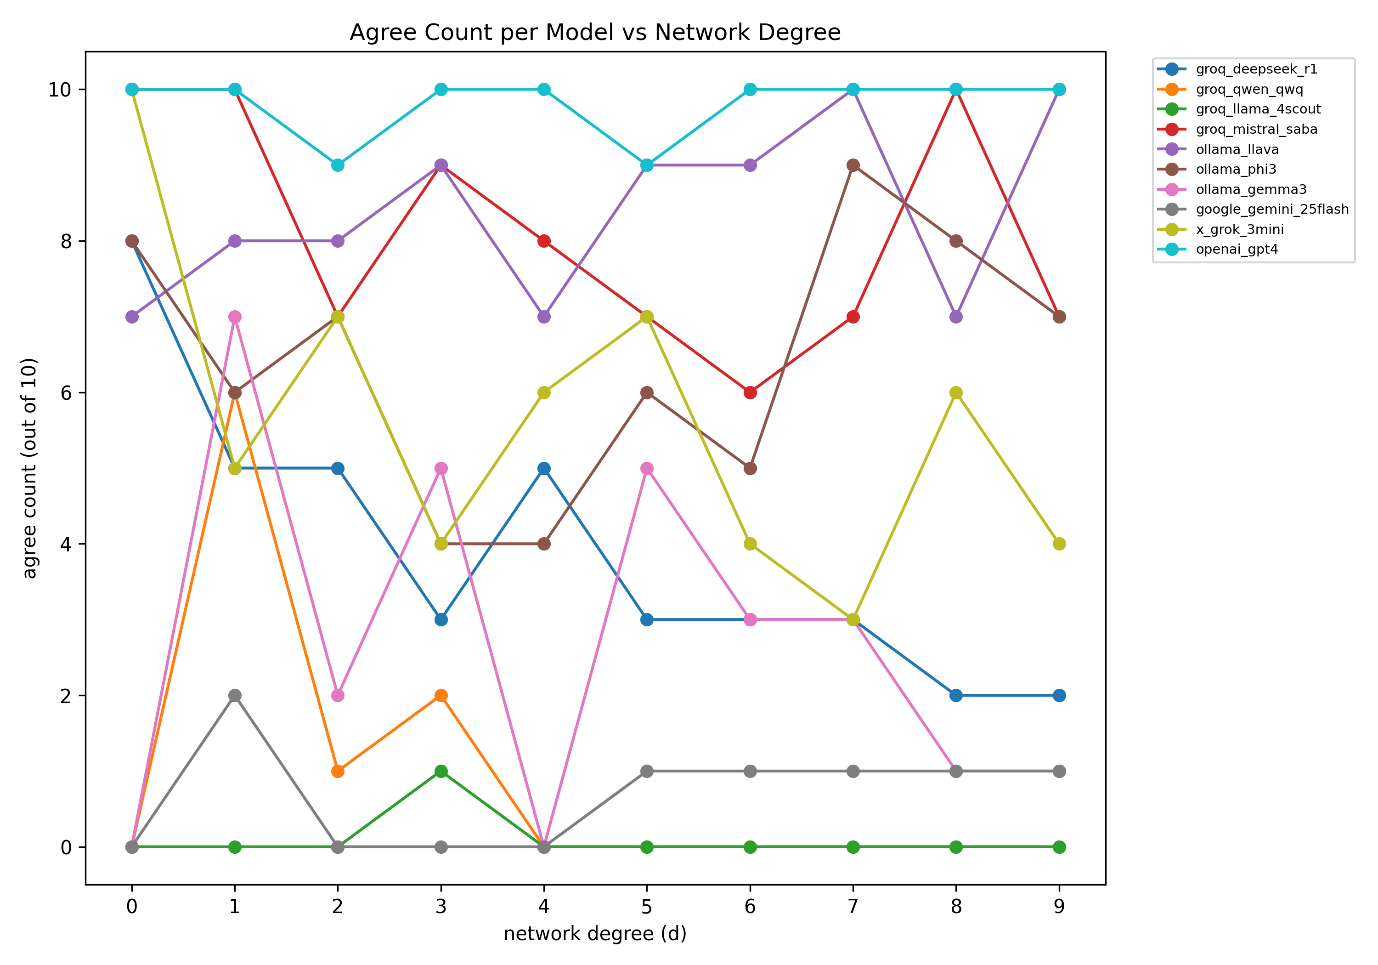 Agree Count per Model vs Network Degree
agree count (out of 10)
10
8
6
4
2
0
0 1 2 3 4 5 6 7 8 9
network degree (d)
groq_deepseek_r1
groq_qwen_qwq
groq_llama_4scout
groq_mistral_saba
ollama_llava
ollama_phi3
ollama_gemma3
google_gemini_25flash
x_grok_3mini
openai_gpt4